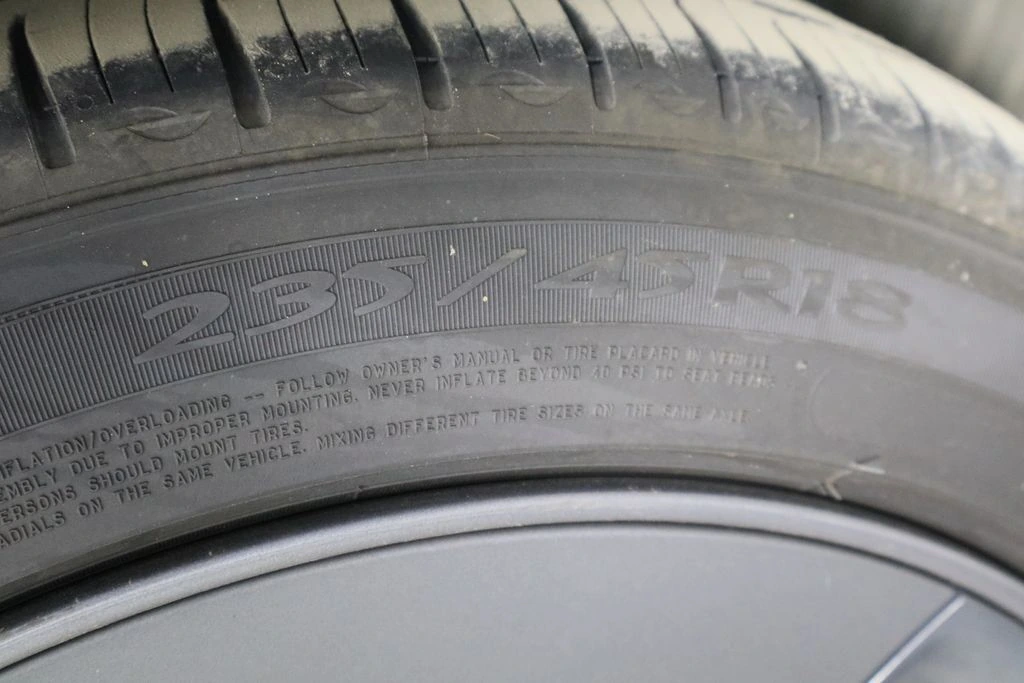 235/45R18
NFLATION/OVERLOADING -- FOLLOW OWNER'S MANUAL OR TIRE PLACARD IN VEHICLE
EMBLY DUE TO IMPROPER MOUNTING. NEVER INFLATE BEYOND 40 PSI TO SEAT BEADS
ERSONS SHOULD MOUNT TIRES.
ADIALS ON THE SAME VEHICLE. MIXING DIFFERENT TIRE SIZES ON THE SAME AXLE